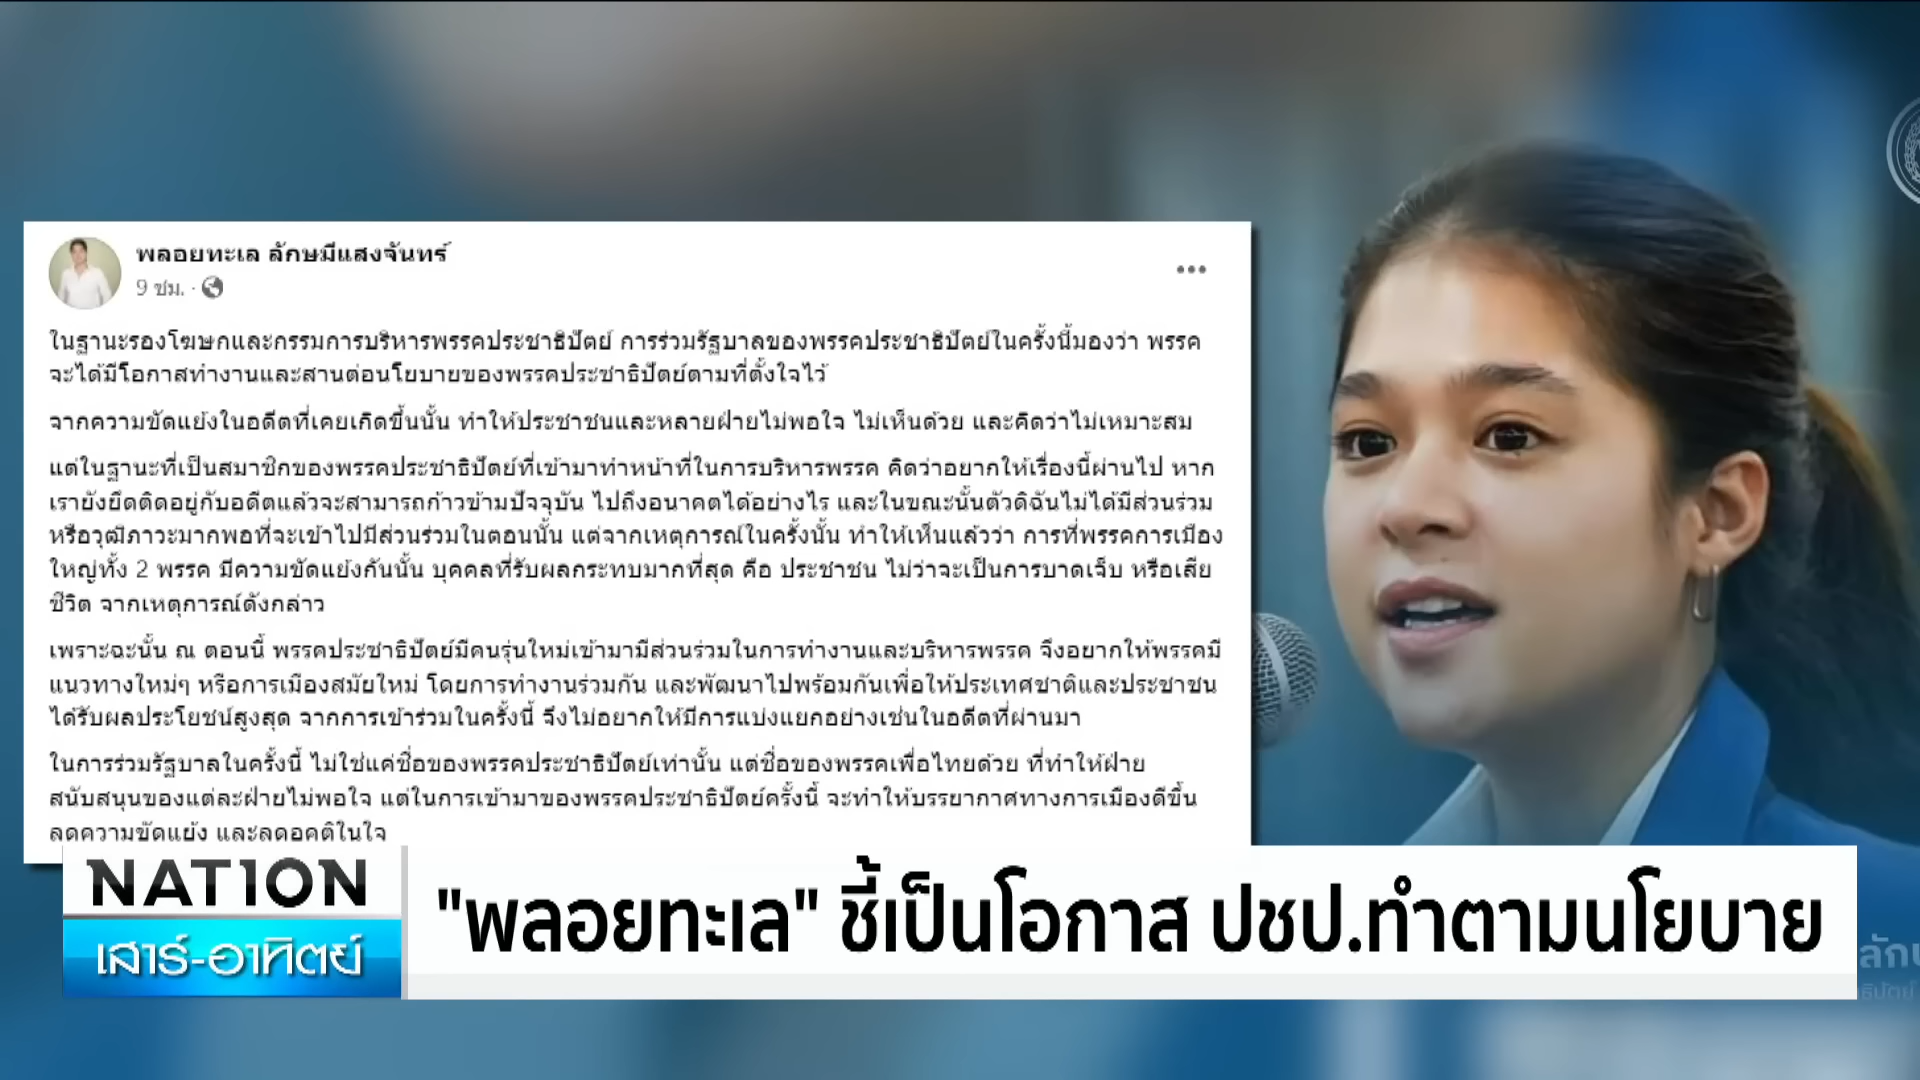 พลอยทะเล ลักษมีแสงจันทร์
9 ชม. ·
ในฐานะรองโฆษกและกรรมการบริหารพรรคประชาธิปัตย์ การร่วมรัฐบาลของพรรคประชาธิปัตย์ในครั้งนี้มองว่า พรรค
จะได้มีโอกาสทำงานและสานต่อนโยบายของพรรคประชาธิปัตย์ตามที่ตั้งใจไว้
จากความขัดแย้งในอดีตที่เคยเกิดขึ้นนั้น ทำให้ประชาชนและหลายฝ่ายไม่พอใจ ไม่เห็นด้วย และคิดว่าไม่เหมาะสม
แต่ในฐานะที่เป็นสมาชิกของพรรคประชาธิปัตย์ที่เข้ามาทำหน้าที่ในการบริหารพรรค คิดว่าอยากให้เรื่องนี้ผ่านไป หาก
เรายังยึดติดอยู่กับอดีตแล้วจะสามารถก้าวข้ามปัจจุบัน ไปถึงอนาคตได้อย่างไร และในขณะนั้นตัวดิฉันไม่ได้มีส่วนร่วม
หรือวุฒิภาวะมากพอที่จะเข้าไปมีส่วนร่วมในตอนนั้น แต่จากเหตุการณ์ในครั้งนั้น ทำให้เห็นแล้วว่า การที่พรรคการเมือง
ใหญ่ทั้ง 2 พรรค มีความขัดแย้งกันนั้น บุคคลที่รับผลกระทบมากที่สุด คือ ประชาชน ไม่ว่าจะเป็นการบาดเจ็บ หรือเสีย
ชีวิต จากเหตุการณ์ดังกล่าว
เพราะฉะนั้น ณ ตอนนี้ พรรคประชาธิปัตย์มีคนรุ่นใหม่เข้ามามีส่วนร่วมในการทำงานและบริหารพรรค จึงอยากให้พรรคมี
แนวทางใหม่ๆ หรือการเมืองสมัยใหม่ โดยการทำงานร่วมกัน และพัฒนาไปพร้อมกันเพื่อให้ประเทศชาติและประชาชน
ได้รับผลประโยชน์สูงสุด จากการเข้าร่วมในครั้งนี้ จึงไม่อยากให้มีการแบ่งแยกอย่างเช่นในอดีตที่ผ่านมา
ในการร่วมรัฐบาลในครั้งนี้ ไม่ใช่แค่ชื่อของพรรคประชาธิปัตย์เท่านั้น แต่ชื่อของพรรคเพื่อไทยด้วย ที่ทำให้ฝ่าย
สนับสนุนของแต่ละฝ่ายไม่พอใจ แต่ในการเข้ามาของพรรคประชาธิปัตย์ครั้งนี้ จะทำให้บรรยากาศทางการเมืองดีขึ้น
ลดความขัดแย้ง และลดอคติในใจ
NATION
เสาร์-อาทิตย์
"พลอยทะเล" ชี้เป็นโอกาส ปชป.ทำตามนโยบาย